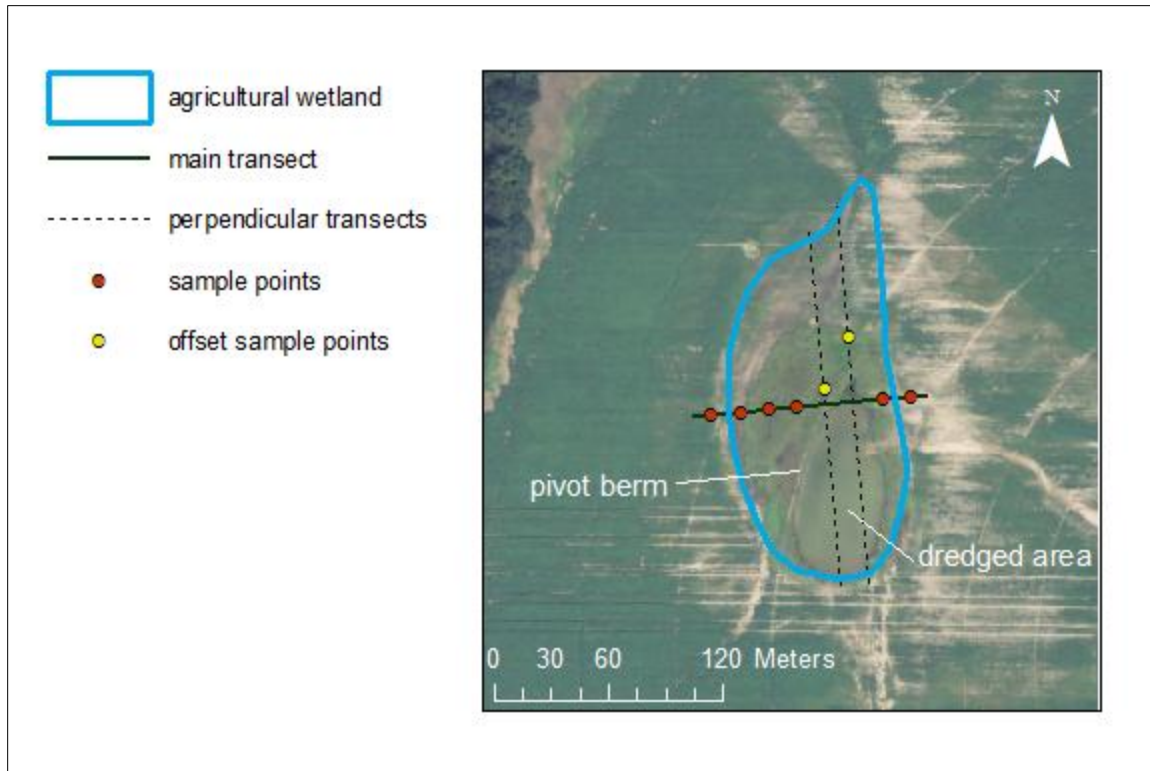 agricultural wetland
main transect
perpendicular transects
sample points
offset sample points
N
pivot berm
dredged area
0 30 60 120 Meters